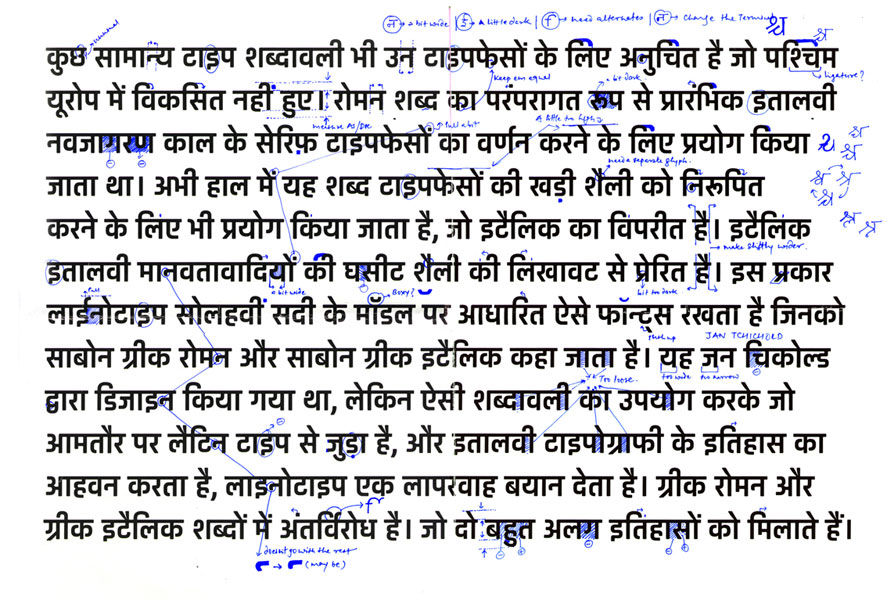 न → a bit wide | इ → A little dark | f → need alternates | न → Change the Terminal
कुछ सामान्य टाइप शब्दावली भी उन टाइपफेसों के लिए अनुचित है जो पश्चिम
keep em equal
a bit dark
ligature?
यूरोप में विकसित नहीं हुए। रोमन शब्द का परंपरागत रूप से प्रारंभिक इतालवी
नवजागरण काल के सेरिफ़ टाइपफेसों का वर्णन करने के लिए प्रयोग किया
need a separate glyph.
जाता था। अभी हाल में यह शब्द टाइपफेसों की खड़ी शैली को निरूपित
करने के लिए भी प्रयोग किया जाता है, जो इटैलिक का विपरीत है। इटैलिक
make slightly wider.
इतालवी मानवतावादियों की घसीट शैली की लिखावट से प्रेरित है। इस प्रकार
a bit wide
Boxy?
bit too dark
लाईनोटाइप सोलहवीं सदी के मॉडल पर आधारित ऐसे फॉन्ट्स रखता है जिनको
JAN TCHICHOLD
साबोन ग्रीक रोमन और साबोन ग्रीक इटैलिक कहा जाता है। यह जन चिकोल्ड
Too loose.
too wide
too narrow
द्वारा डिजाइन किया गया था, लेकिन ऐसी शब्दावली का उपयोग करके जो
आमतौर पर लैटिन टाइप से जुड़ा है, और इतालवी टाइपोग्राफी के इतिहास का
आहवन करता है, लाइनोटाइप एक लापरवाह बयान देता है। ग्रीक रोमन और
ग्रीक इटैलिक शब्दों में अंतर्विरोध है। जो दो बहुत अलग इतिहासों को मिलाते हैं।
doesn't go with the rest
(may be)